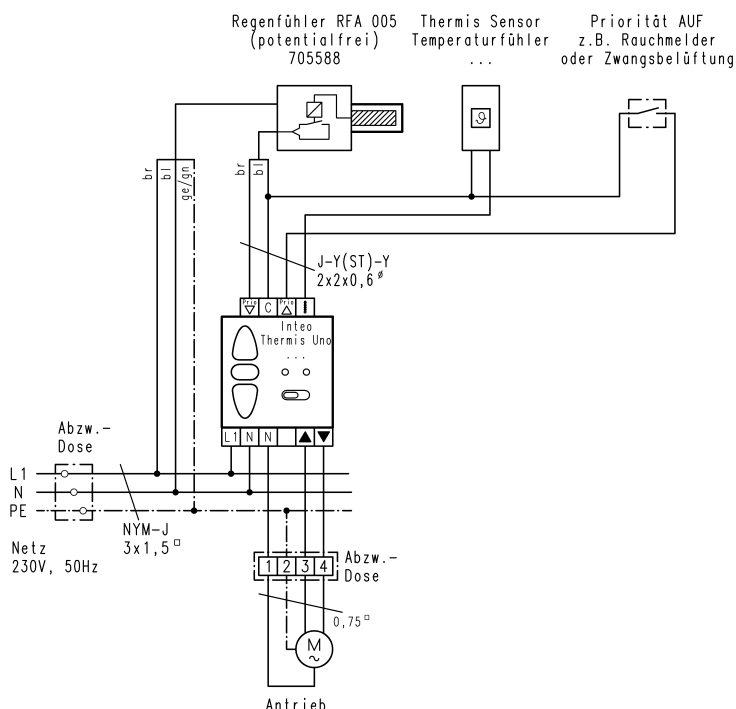 Regenfühler RFA 005
(potentialfrei)
705588
Thermis Sensor
Temperaturfühler
...
Priorität AUF
z.B. Rauchmelder
oder Zwangsbelüftung
ϑ
br
bl
ge/gn
br
bl
J-Y(ST)-Y
2x2x0,6ø
Prio ▽ C Prio △
Inteo
Thermis Uno
...
L1 N N ▲ ▼
Abzw.-
Dose
L1
N
PE
NYM-J
3x1,5□
Netz
230V, 50Hz
1 2 3 4
Abzw.-
Dose
0,75□
M
~
Antrieb